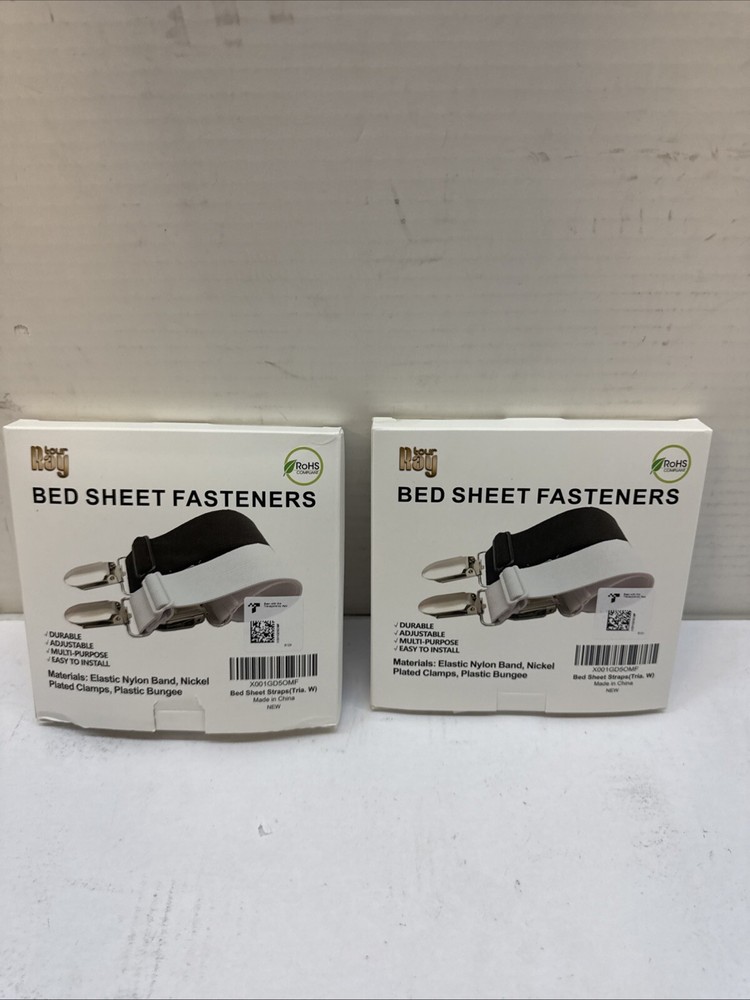 Ray tour
RoHS
COMPLIANT
BED SHEET FASTENERS
√DURABLE
√ADJUSTABLE
√MULTI-PURPOSE
√EASY TO INSTALL
Materials: Elastic Nylon Band, Nickel
Plated Clamps, Plastic Bungee
X001GD5OMF
Bed Sheet Straps(Tria. W)
Made in China
NEW
Ray tour
RoHS
COMPLIANT
BED SHEET FASTENERS
√DURABLE
√ADJUSTABLE
√MULTI-PURPOSE
√EASY TO INSTALL
Materials: Elastic Nylon Band, Nickel
Plated Clamps, Plastic Bungee
X001GD5OMF
Bed Sheet Straps(Tria. W)
Made in China
NEW